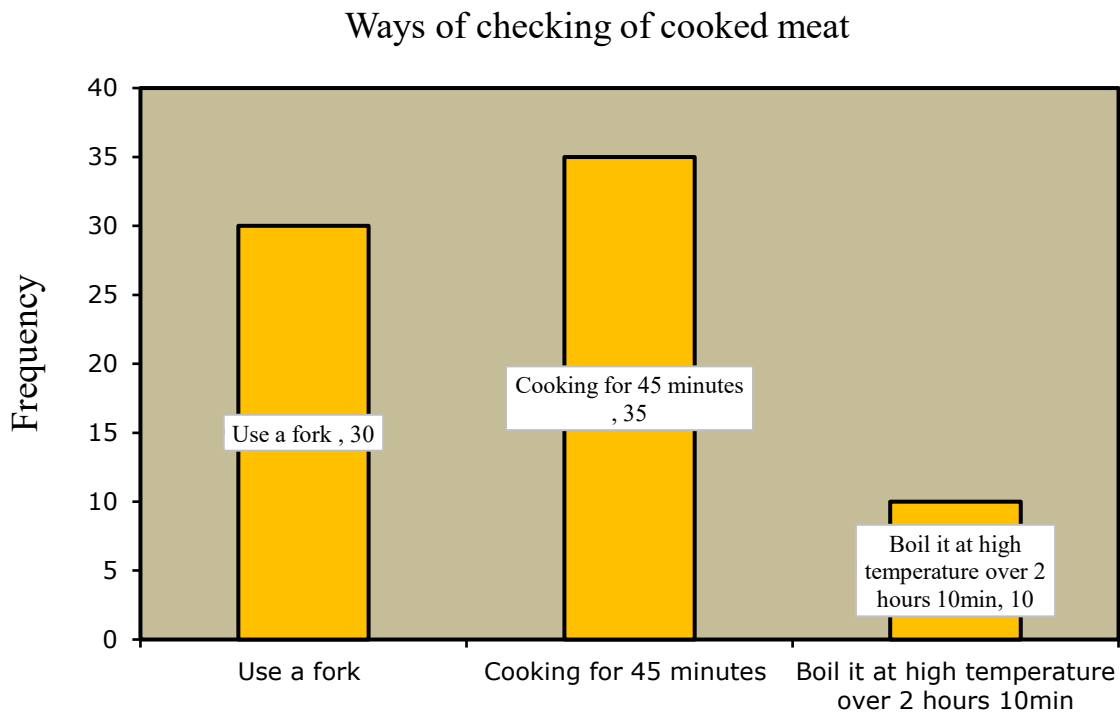 Ways of checking of cooked meat
Frequency
40
35
30
25
20
15
10
5
0
Use a fork , 30
Cooking for 45 minutes
, 35
Boil it at high
temperature over 2
hours 10min, 10
Use a fork
Cooking for 45 minutes
Boil it at high temperature
over 2 hours 10min